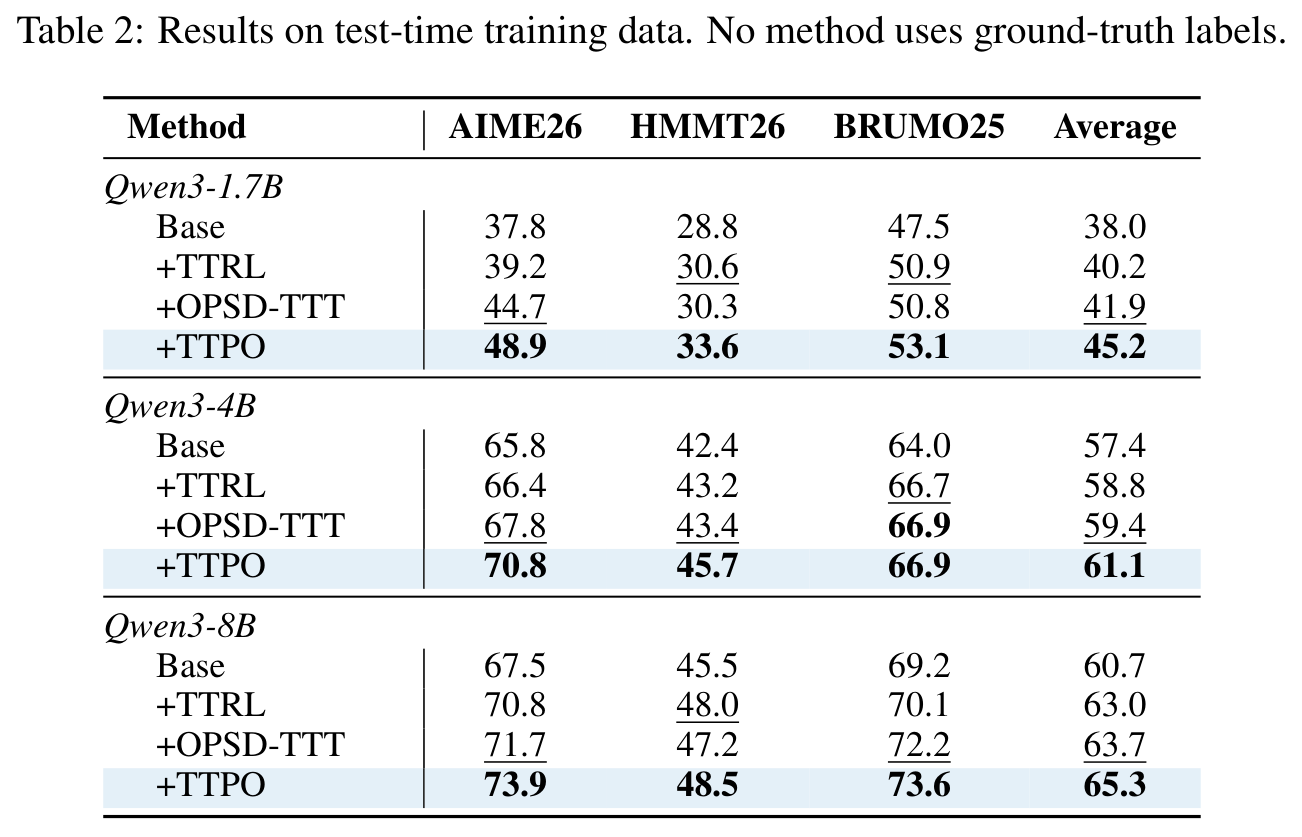 Table 2: Results on test-time training data. No method uses ground-truth labels.
Method AIME26 HMMT26 BRUMO25 Average
Qwen3-1.7B
Base 37.8 28.8 47.5 38.0
+TTRL 39.2 30.6 50.9 40.2
+OPSD-TTT 44.7 30.3 50.8 41.9
+TTPO 48.9 33.6 53.1 45.2
Qwen3-4B
Base 65.8 42.4 64.0 57.4
+TTRL 66.4 43.2 66.7 58.8
+OPSD-TTT 67.8 43.4 66.9 59.4
+TTPO 70.8 45.7 66.9 61.1
Qwen3-8B
Base 67.5 45.5 69.2 60.7
+TTRL 70.8 48.0 70.1 63.0
+OPSD-TTT 71.7 47.2 72.2 63.7
+TTPO 73.9 48.5 73.6 65.3